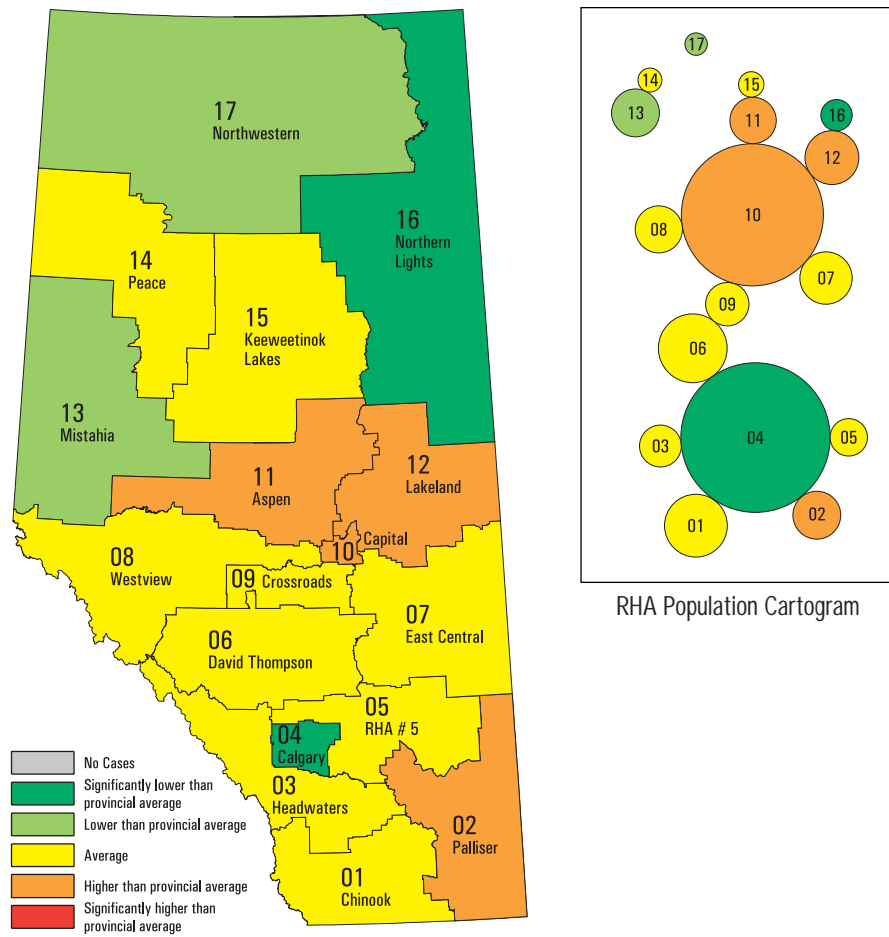 17
Northwestern
16
Northern
Lights
14
Peace
15
Keeweetinok
Lakes
13
Mistahia
11
Aspen
12
Lakeland
10
Capital
08
Westview
09 Crossroads
07
East Central
06
David Thompson
05
RHA # 5
04
Calgary
03
Headwaters
02
Palliser
01
Chinook
No Cases
Significantly lower than
provincial average
Lower than provincial average
Average
Higher than provincial average
Significantly higher than
provincial average
17
14
13
15
11
16
12
10
08
07
09
06
04
03
05
01
02
RHA Population Cartogram